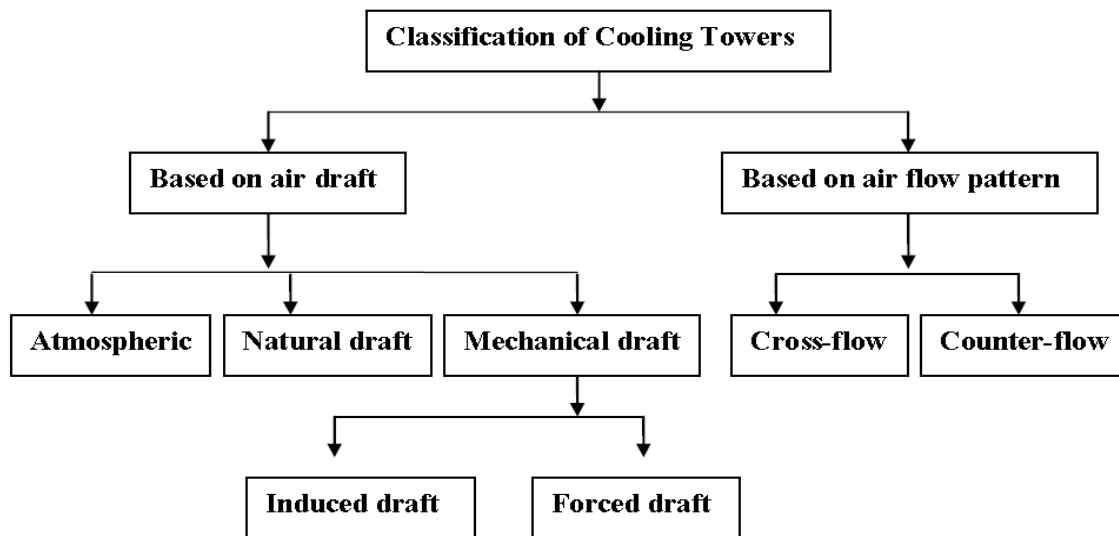 Classification of Cooling Towers
Based on air draft
Based on air flow pattern
Atmospheric
Natural draft
Mechanical draft
Cross-flow
Counter-flow
Induced draft
Forced draft